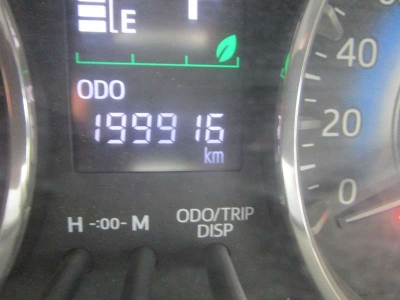 E
ODO
199916
km
H -:00- M
ODO/TRIP
DISP
40
20
0